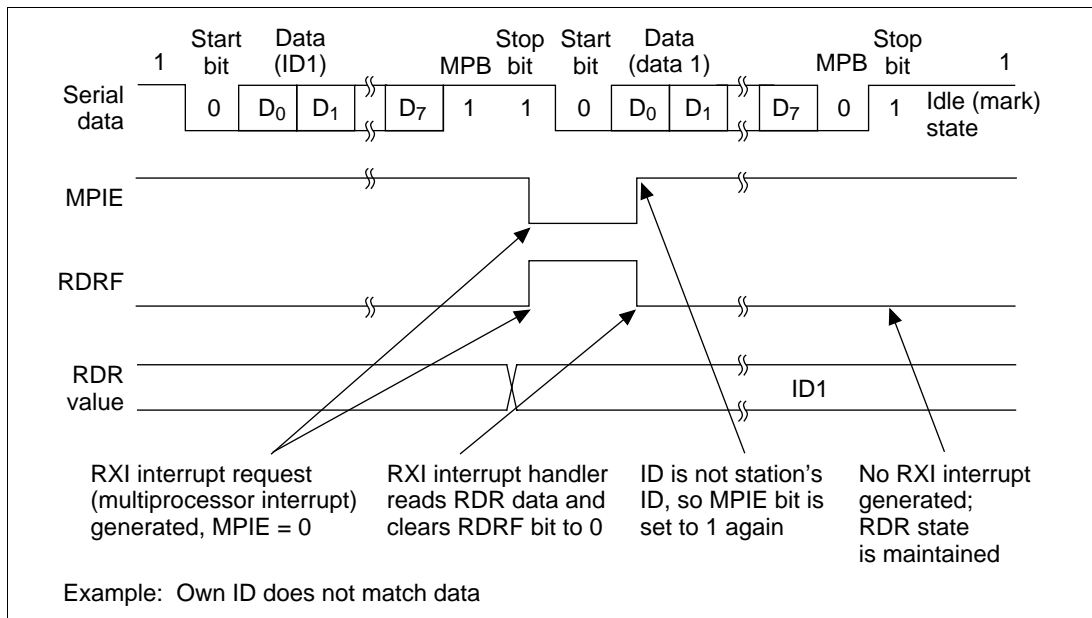 Start Data Stop Start Data Stop
1 bit (ID1) MPB bit bit (data 1) MPB bit 1
Serial data 0 D0 D1 D7 1 1 0 D0 D1 D7 0 1 Idle (mark) state
MPIE
RDRF
RDR value ID1
RXI interrupt request
(multiprocessor interrupt)
generated, MPIE = 0
RXI interrupt handler
reads RDR data and
clears RDRF bit to 0
ID is not station's
ID, so MPIE bit is
set to 1 again
No RXI interrupt
generated;
RDR state
is maintained
Example: Own ID does not match data